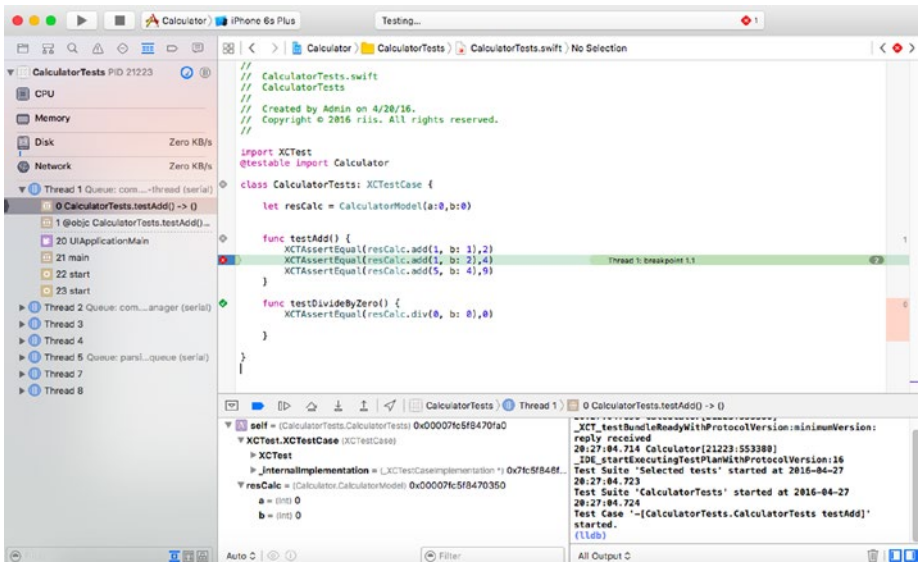 Calculator
iPhone 6s Plus
Testing...
1
Calculator
CalculatorTests
CalculatorTests.swift
No Selection
CalculatorTests PID 21223
CPU
Memory
Disk
Zero KB/s
Network
Zero KB/s
Thread 1 Queue: com....-thread (serial)
0 CalculatorTests.testAdd() -> ()
1 @objc CalculatorTests.testAdd()...
20 UIApplicationMain
21 main
22 start
23 start
Thread 2 Queue: com....anager (serial)
Thread 3
Thread 4
Thread 5 Queue: parsi...queue (serial)
Thread 7
Thread 8
//
// CalculatorTests.swift
// CalculatorTests
//
// Created by Admin on 4/20/16.
// Copyright © 2016 riis. All rights reserved.
//
import XCTest
@testable import Calculator
class CalculatorTests: XCTestCase {
let resCalc = CalculatorModel(a:0,b:0)
func testAdd() {
XCTAssertEqual(resCalc.add(1, b: 1),2)
XCTAssertEqual(resCalc.add(1, b: 2),4)
Thread 1: breakpoint 1.1
2
XCTAssertEqual(resCalc.add(5, b: 4),9)
}
func testDivideByZero() {
XCTAssertEqual(resCalc.div(0, b: 0),0)
}
}
1
CalculatorTests
Thread 1
0 CalculatorTests.testAdd() -> ()
self = (CalculatorTests.CalculatorTests) 0x00007fc5f8470fa0
XCTest.XCTestCase (XCTestCase)
XCTest
_internalImplementation = (_XCTestCaseImplementation *) 0x7fc5f846f...
resCalc = (Calculator.CalculatorModel) 0x00007fc5f8470350
a = (Int) 0
b = (Int) 0
_XCT_testBundleReadyWithProtocolVersion:minimumVersion:
reply received
20:27:04.714 Calculator[21223:553380]
_IDE_startExecutingTestPlanWithProtocolVersion:16
Test Suite 'Selected tests' started at 2016-04-27
20:27:04.723
Test Suite 'CalculatorTests' started at 2016-04-27
20:27:04.724
Test Case '-[CalculatorTests.CalculatorTests testAdd]'
started.
(lldb)
Auto
Filter
All Output